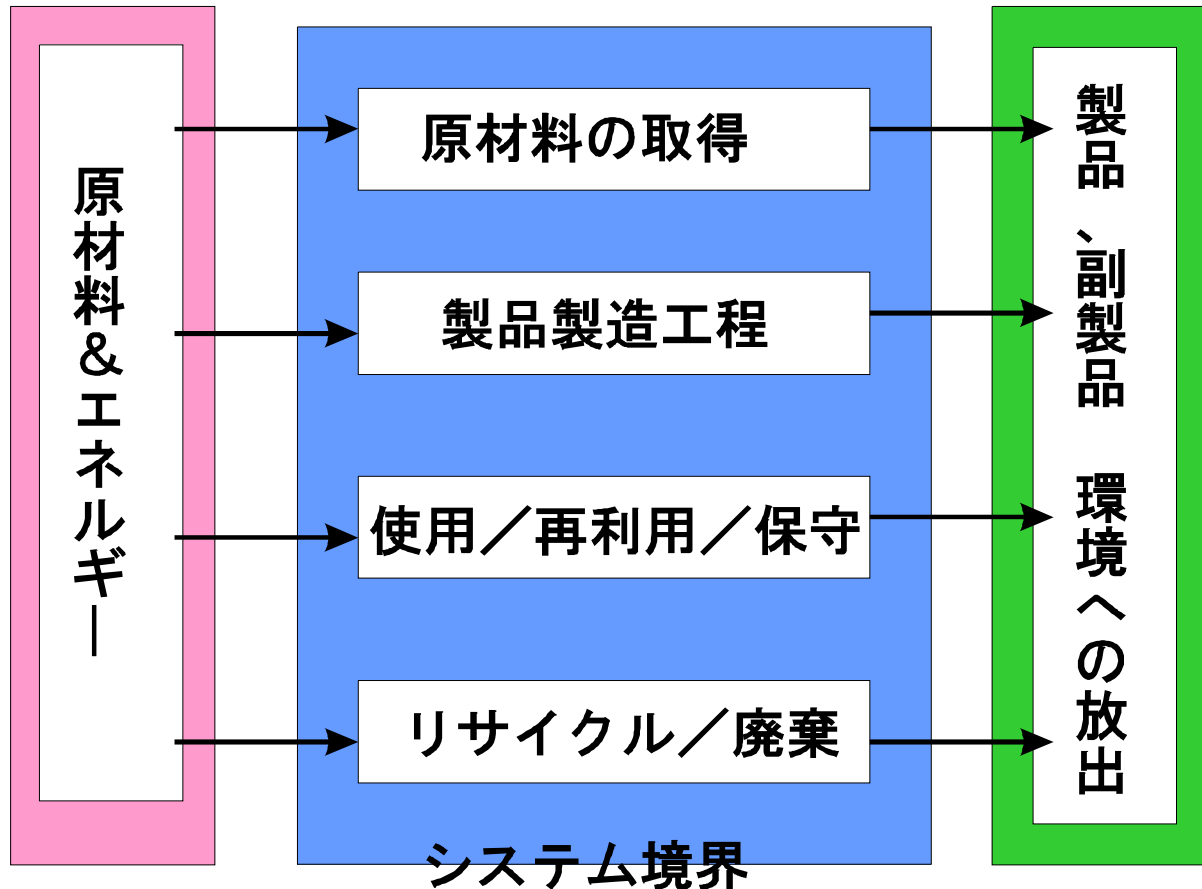 原材料&エネルギー
原材料の取得
製品製造工程
使用／再利用／保守
リサイクル／廃棄
システム境界
製品、副製品 環境への放出